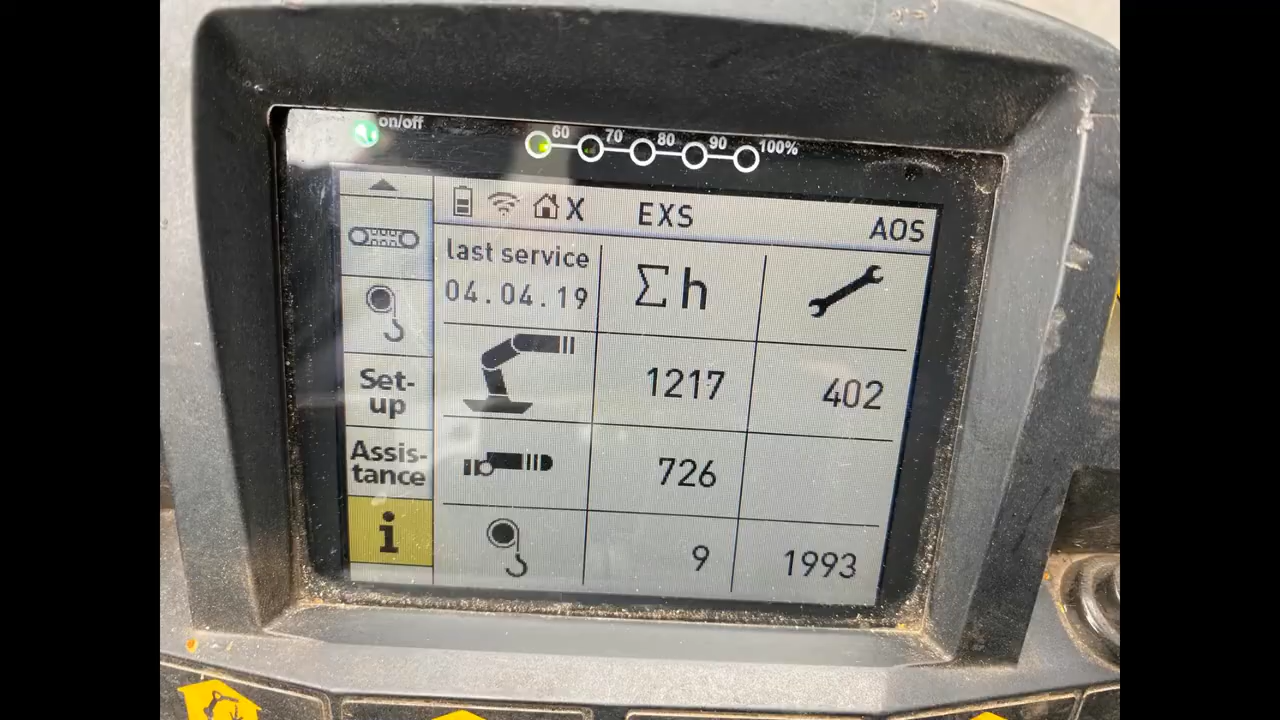 on/off
60 70 80 90 100%
X EXS AOS
last service
04.04.19
Σh
1217 402
726
9 1993
Set-
up
Assis-
tance
i